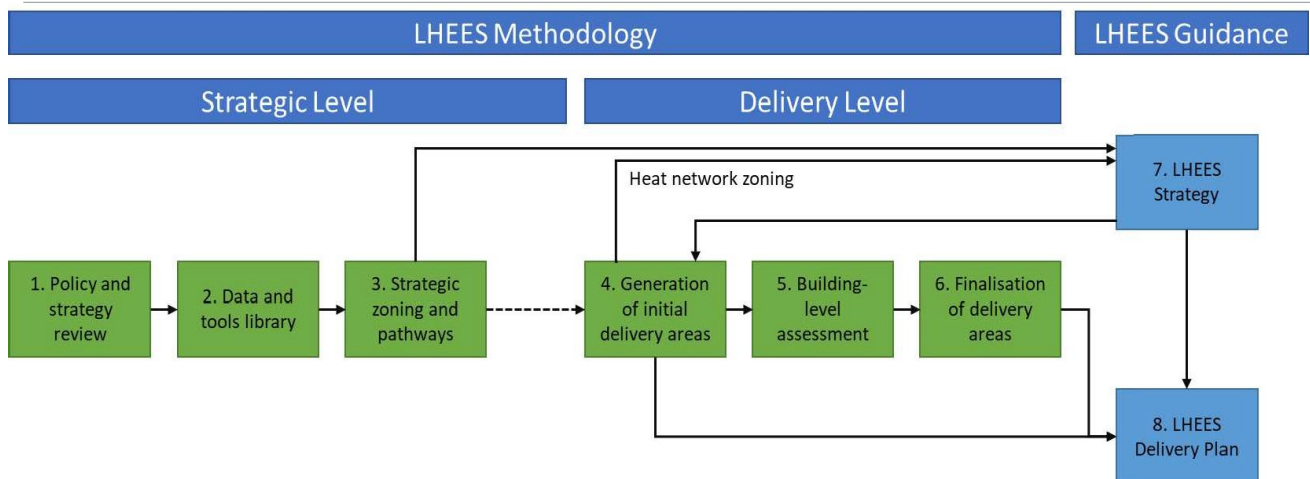 LHEES Methodology
LHEES Guidance
Strategic Level
Delivery Level
Heat network zoning
7. LHEES
Strategy
1. Policy and
strategy
review
2. Data and
tools library
3. Strategic
zoning and
pathways
4. Generation
of initial
delivery areas
5. Building-
level
assessment
6. Finalisation
of delivery
areas
8. LHEES
Delivery Plan